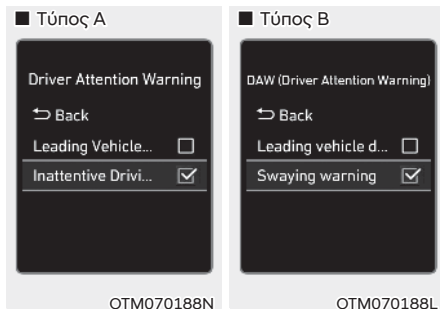 ■ Τύπος A
Driver Attention Warning
⮌ Back
Leading Vehicle...
Inattentive Drivi...
OTM070188N
■ Τύπος B
DAW (Driver Attention Warning)
⮌ Back
Leading vehicle d...
Swaying warning
OTM070188L